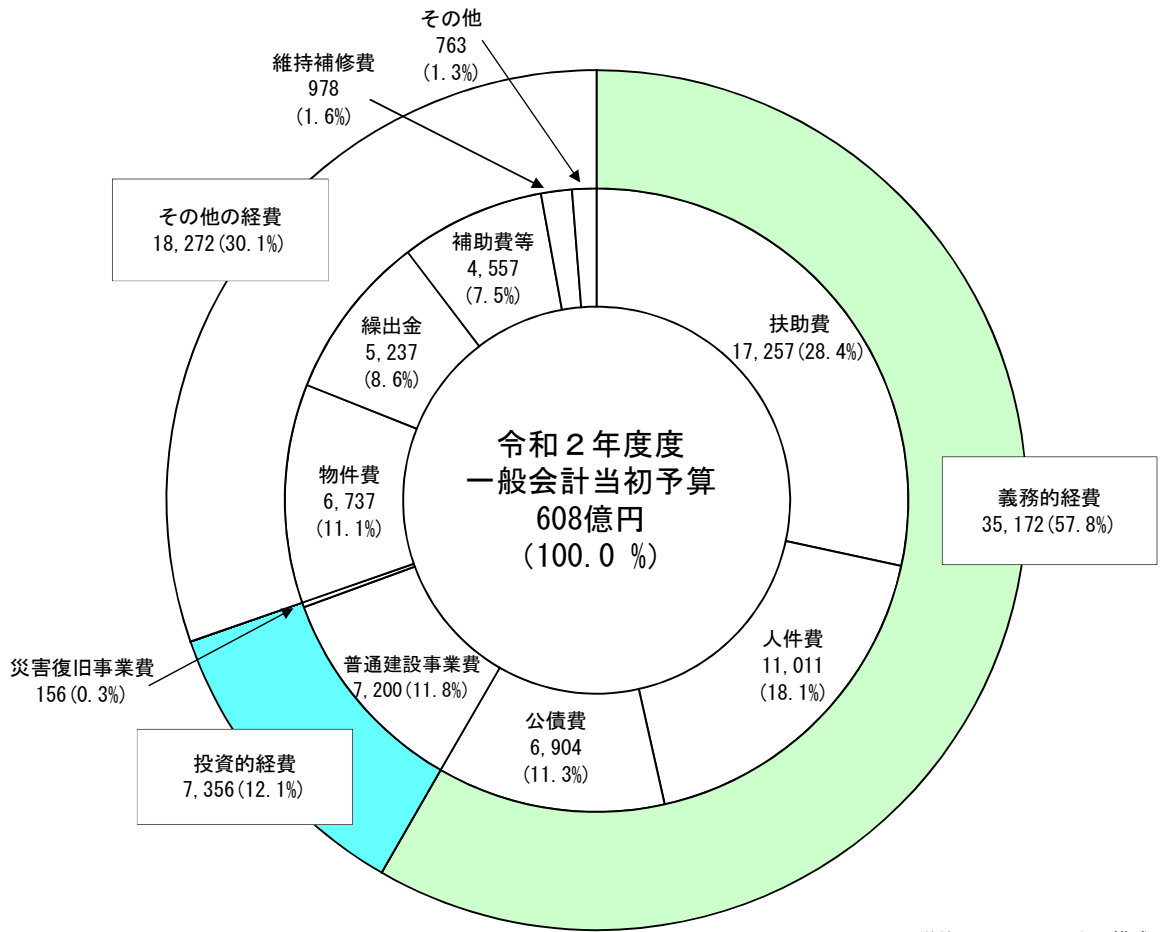 その他
763
(1.3%)
維持補修費
978
(1.6%)
その他の経費
18,272(30.1%)
補助費等
4,557
(7.5%)
繰出金
5,237
(8.6%)
扶助費
17,257(28.4%)
物件費
6,737
(11.1%)
令和２年度度
一般会計当初予算
608億円
(100.0 %)
義務的経費
35,172(57.8%)
人件費
11,011
(18.1%)
災害復旧事業費
156(0.3%)
普通建設事業費
7,200(11.8%)
公債費
6,904
(11.3%)
投資的経費
7,356(12.1%)